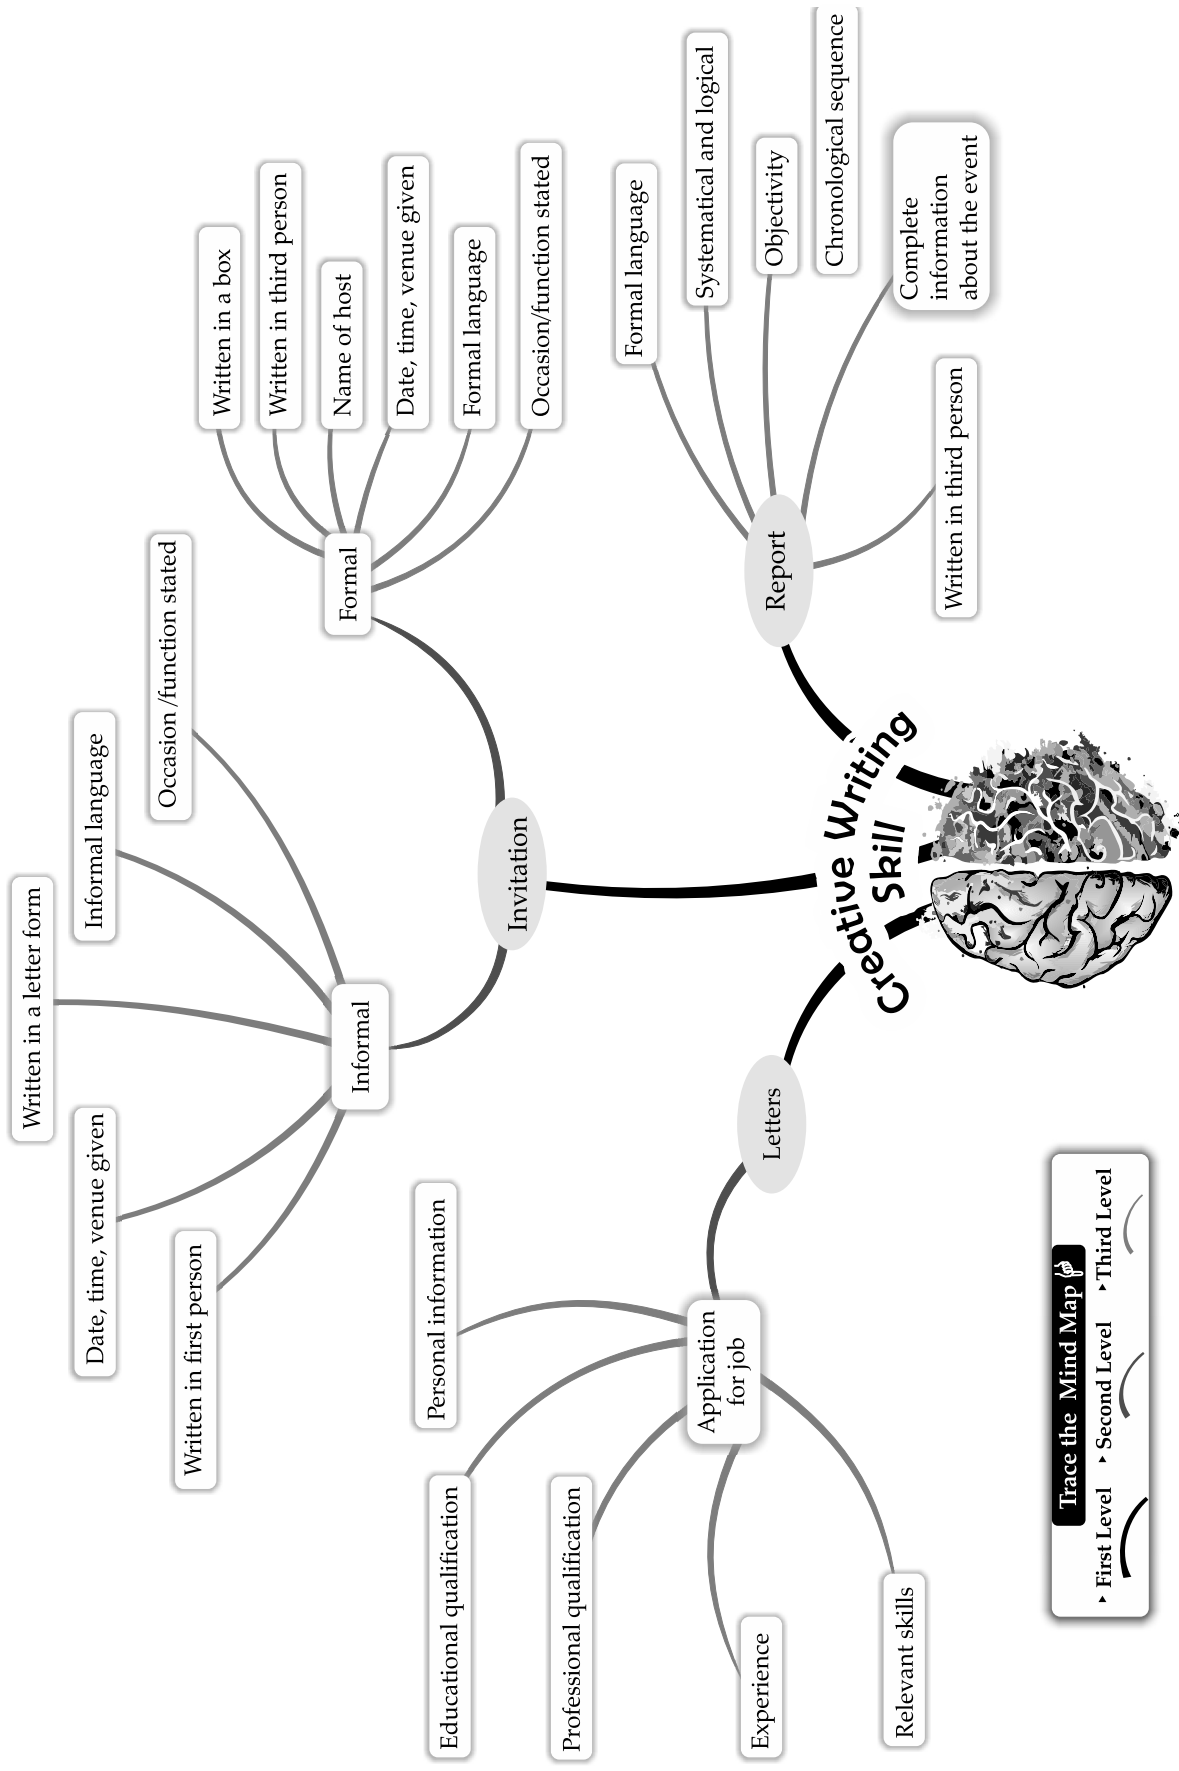 Written in a letter form
Date, time, venue given
Informal language
Written in first person
Occasion /function stated
Informal
Written in a box
Written in third person
Name of host
Date, time, venue given
Formal language
Occasion/function stated
Formal
Invitation
Personal information
Educational qualification
Professional qualification
Experience
Relevant skills
Application
for job
Letters
Formal language
Systematical and logical
Objectivity
Chronological sequence
Complete
information
about the event
Written in third person
Report
Creative Writing
Skill
Trace the Mind Map
First Level
Second Level
Third Level